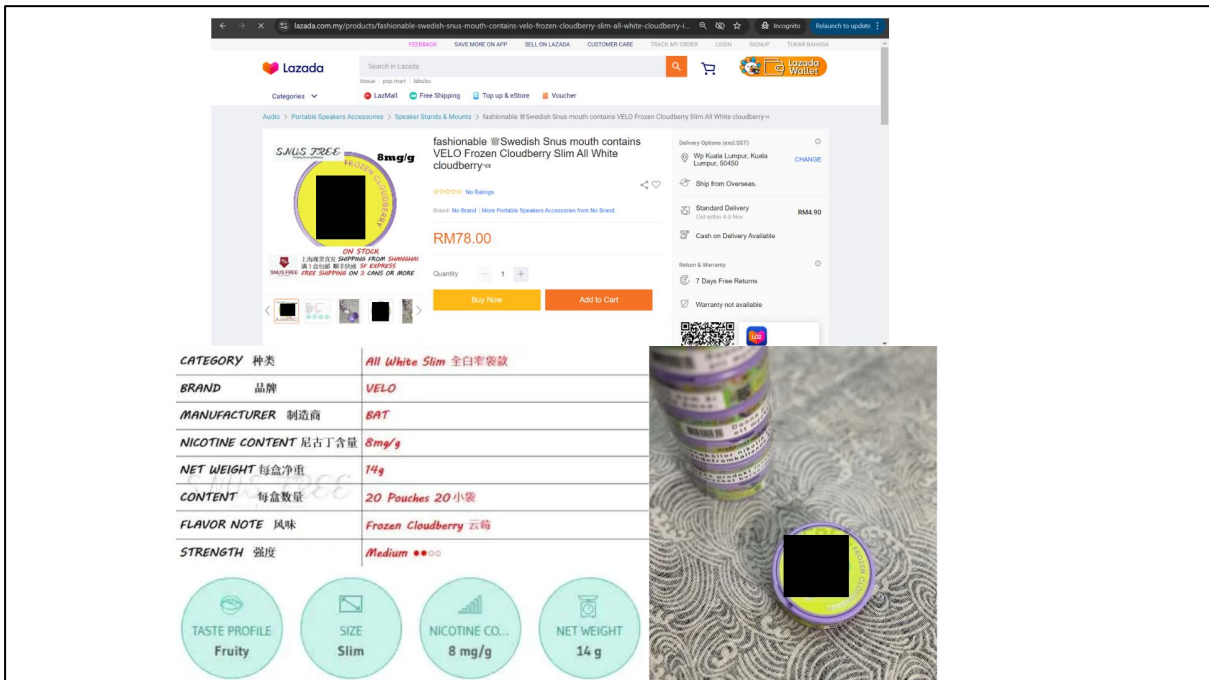 lazada.com.my/products/fashionable-swedish-snus-mouth-contains-velo-frozen-cloudberry-slim-all-white-cloudberry-i...
Incognito
Relaunch to update
FEEDBACK SAVE MORE ON APP SELL ON LAZADA CUSTOMER CARE TRACK MY ORDER LOGIN SIGNUP TUKAR BAHASA
Lazada
Search in Lazada
Lazada Wallet
tissue pop mart labubu
Categories LazMall Free Shipping Top up & eStore Voucher
Audio > Portable Speakers Accessories > Speaker Stands & Mounts > fashionable Swedish Snus mouth contains VELO Frozen Cloudberry Slim All White cloudberry
SNUS FREE
8mg/g
FROZEN CLOUDBERRY
ON STOCK
上海现货直发 SHIPPING FROM SHANGHAI
满3盒包邮 顺丰快递 SF EXPRESS
SNUS FREE FREE SHIPPING ON 3 CANS OR MORE
fashionable Swedish Snus mouth contains
VELO Frozen Cloudberry Slim All White
cloudberry
No Ratings
Brand: No Brand | More Portable Speakers Accessories from No Brand
RM78.00
Quantity 1
Buy Now Add to Cart
Delivery Options (excl.SST)
Wp Kuala Lumpur, Kuala
Lumpur, 50450
CHANGE
Ship from Overseas.
Standard Delivery RM4.90
Cash on Delivery Available
Return & Warranty
7 Days Free Returns
Warranty not available
Laz
CATEGORY 种类 All White Slim 全白窄袋款
BRAND 品牌 VELO
MANUFACTURER 制造商 BAT
NICOTINE CONTENT 尼古丁含量 8mg/g
NET WEIGHT 每盒净重 14g
SNUS FREE
CONTENT 每盒数量 20 Pouches 20 小袋
FLAVOR NOTE 风味 Frozen Cloudberry 云莓
STRENGTH 强度 Medium
TASTE PROFILE
Fruity
SIZE
Slim
NICOTINE CO...
8 mg/g
NET WEIGHT
14 g